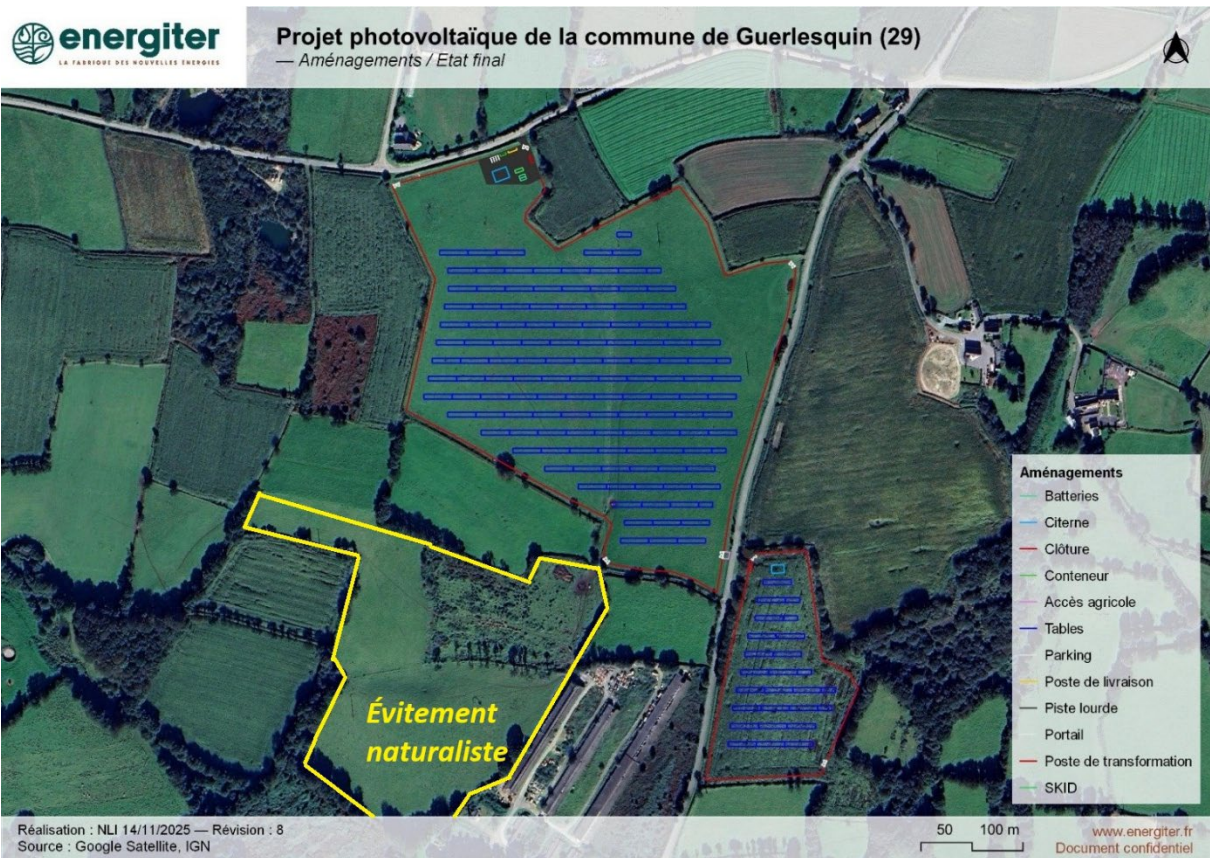 energiter
LA FABRIQUE DES NOUVELLES ÉNERGIES
Projet photovoltaïque de la commune de Guerlesquin (29)
— Aménagements / Etat final
Évitement
naturaliste
Aménagements
Batteries
Citerne
Clôture
Conteneur
Accès agricole
Tables
Parking
Poste de livraison
Piste lourde
Portail
Poste de transformation
SKID
Réalisation : NLI 14/11/2025 — Révision : 8
Source : Google Satellite, IGN
50 100 m
www.energiter.fr
Document confidentiel